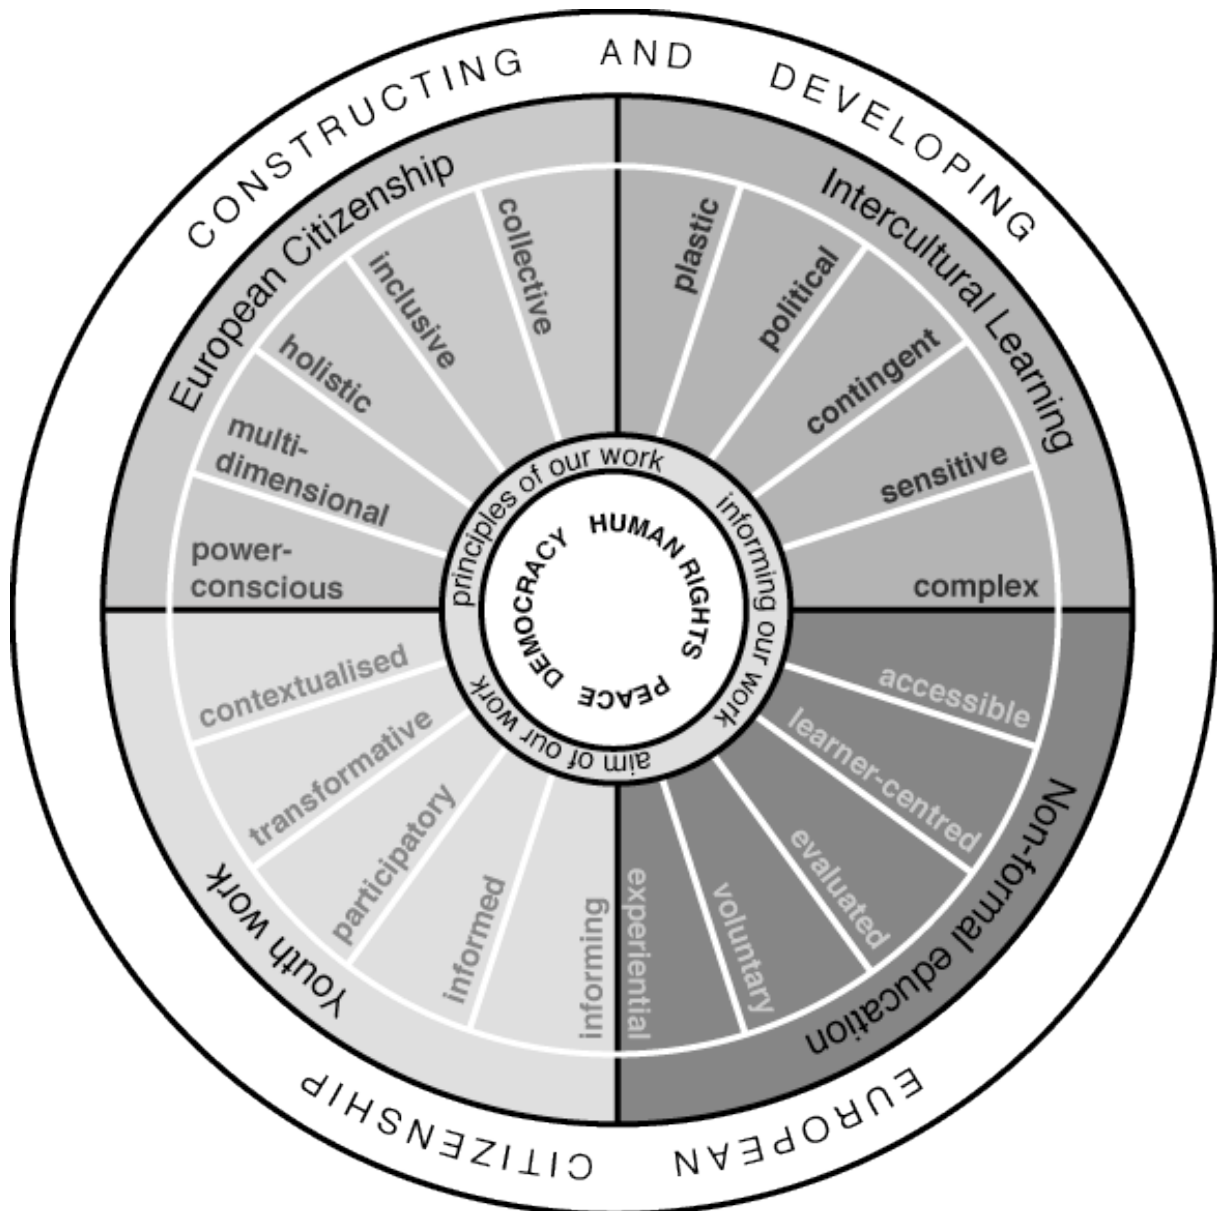 CONSTRUCTING AND DEVELOPING
EUROPEAN CITIZENSHIP
European Citizenship
collective
inclusive
holistic
multi-
dimensional
power-
conscious
Intercultural Learning
plastic
political
contingent
sensitive
complex
Non-formal education
accessible
learner-centred
evaluated
voluntary
experiential
Youth work
contextualised
transformative
participatory
informed
informing
principles of our work
informing our work
aim of our work
HUMAN RIGHTS
PEACE
DEMOCRACY